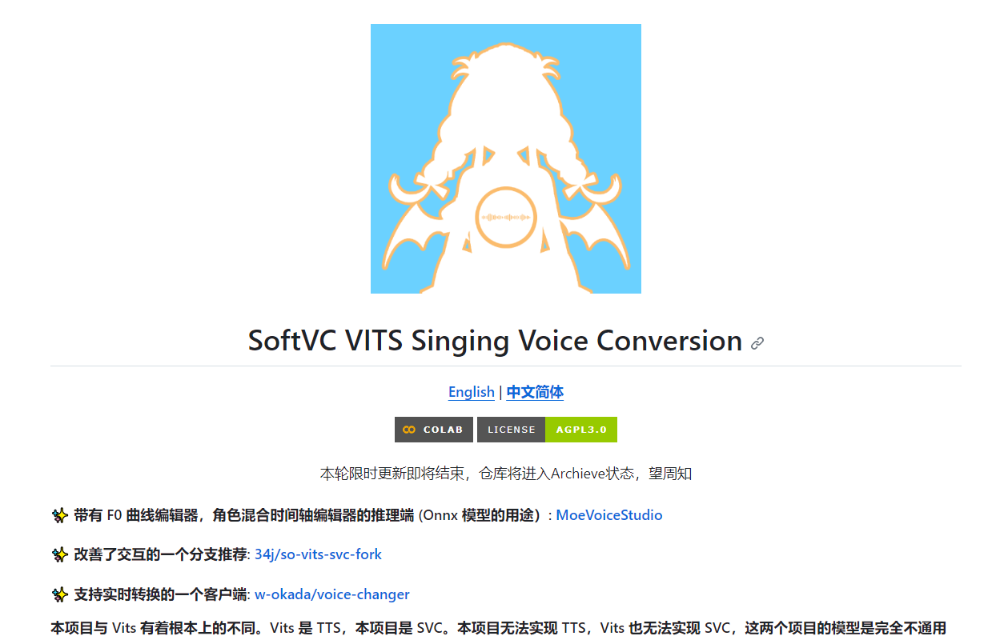 SoftVC VITS Singing Voice Conversion
English | 中文简体
COLAB LICENSE AGPL3.0
本轮限时更新即将结束，仓库将进入Archieve状态，望周知
✨ 带有 F0 曲线编辑器，角色混合时间轴编辑器的推理端 (Onnx 模型的用途）: MoeVoiceStudio
✨ 改善了交互的一个分支推荐: 34j/so-vits-svc-fork
✨ 支持实时转换的一个客户端: w-okada/voice-changer
本项目与 Vits 有着根本上的不同。Vits 是 TTS，本项目是 SVC。本项目无法实现 TTS，Vits 也无法实现 SVC，这两个项目的模型是完全不通用